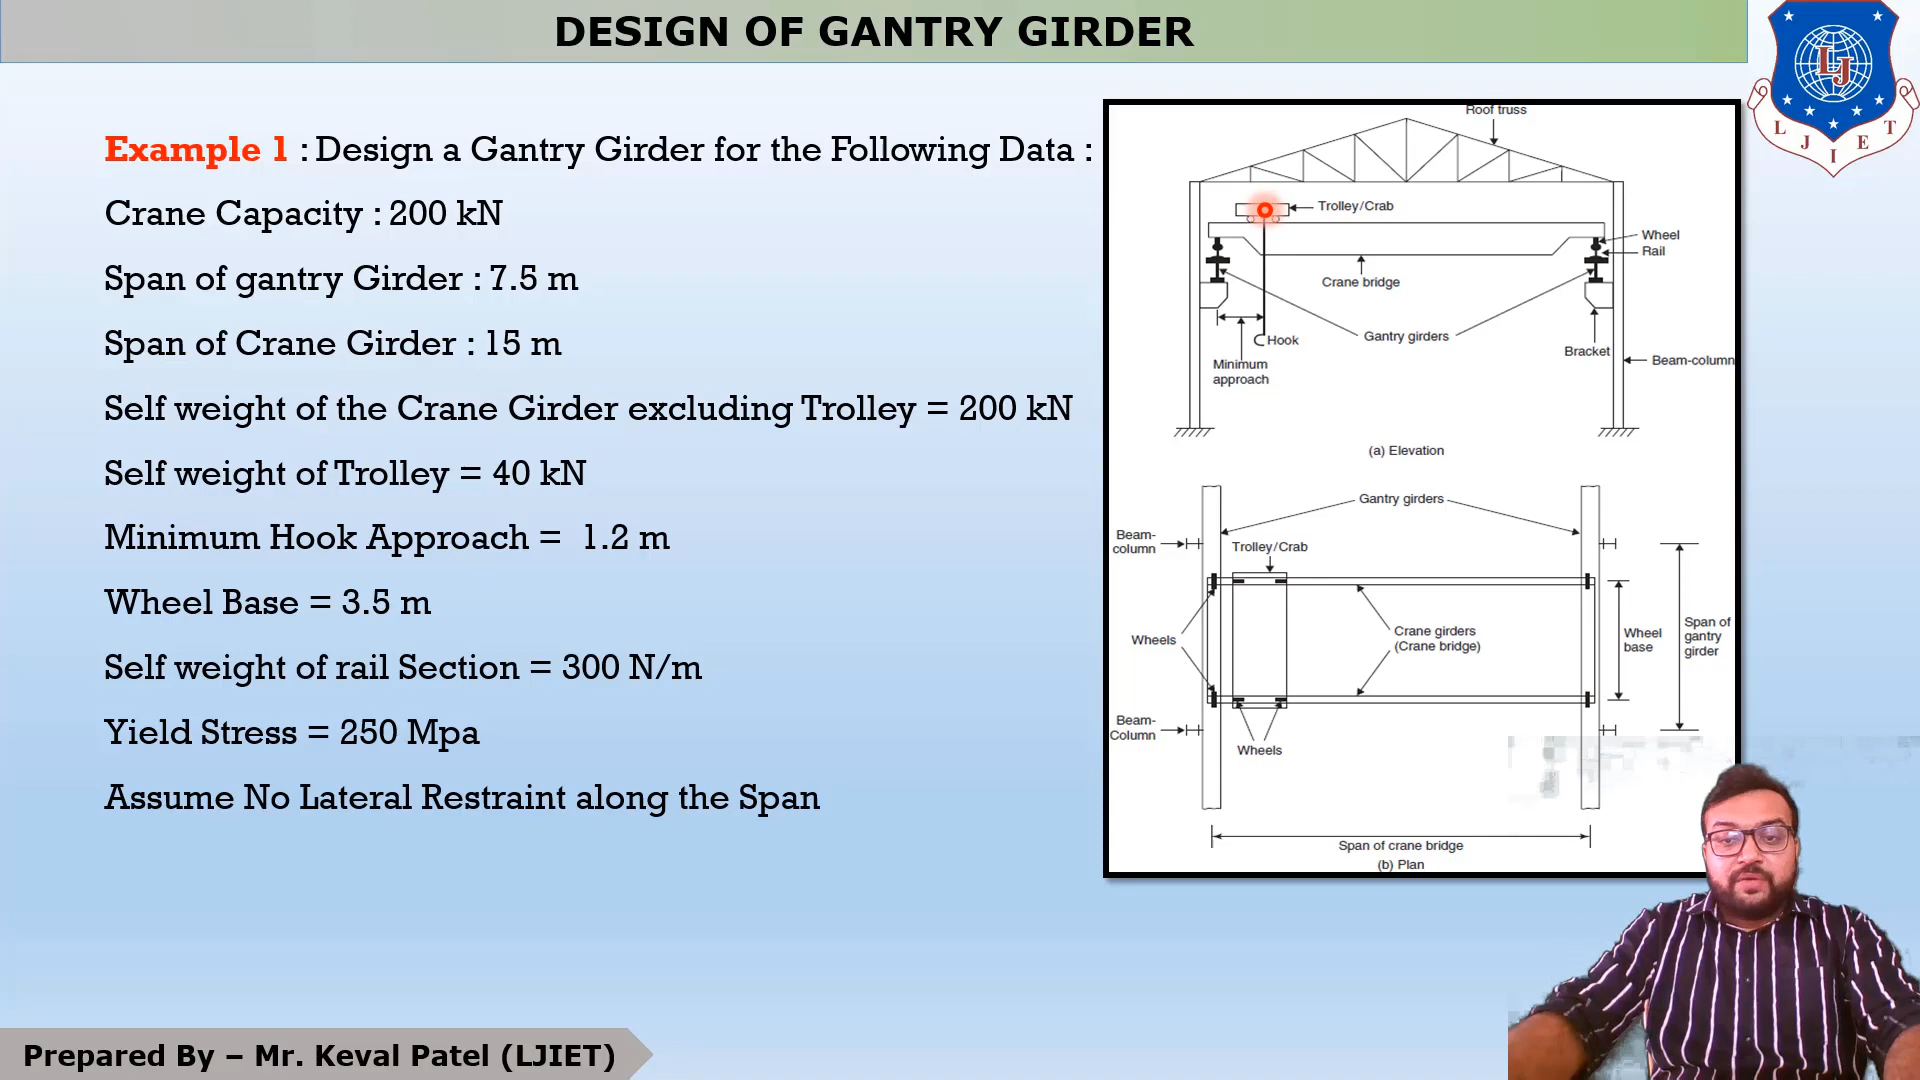 DESIGN OF GANTRY GIRDER
Example 1 : Design a Gantry Girder for the Following Data :
Crane Capacity : 200 kN
Span of gantry Girder : 7.5 m
Span of Crane Girder : 15 m
Self weight of the Crane Girder excluding Trolley = 200 kN
Self weight of Trolley = 40 kN
Minimum Hook Approach = 1.2 m
Wheel Base = 3.5 m
Self weight of rail Section = 300 N/m
Yield Stress = 250 Mpa
Assume No Lateral Restraint along the Span
Roof truss
Trolley/Crab
Wheel
Rail
Crane bridge
Gantry girders
Hook
Minimum
approach
Bracket
Beam-column
(a) Elevation
Gantry girders
Beam-
column
Trolley/Crab
Wheels
Crane girders
(Crane bridge)
Wheel
base
Span of
gantry
girder
Beam-
Column
Wheels
Span of crane bridge
(b) Plan
LJ
L J I E T
Prepared By – Mr. Keval Patel (LJIET)